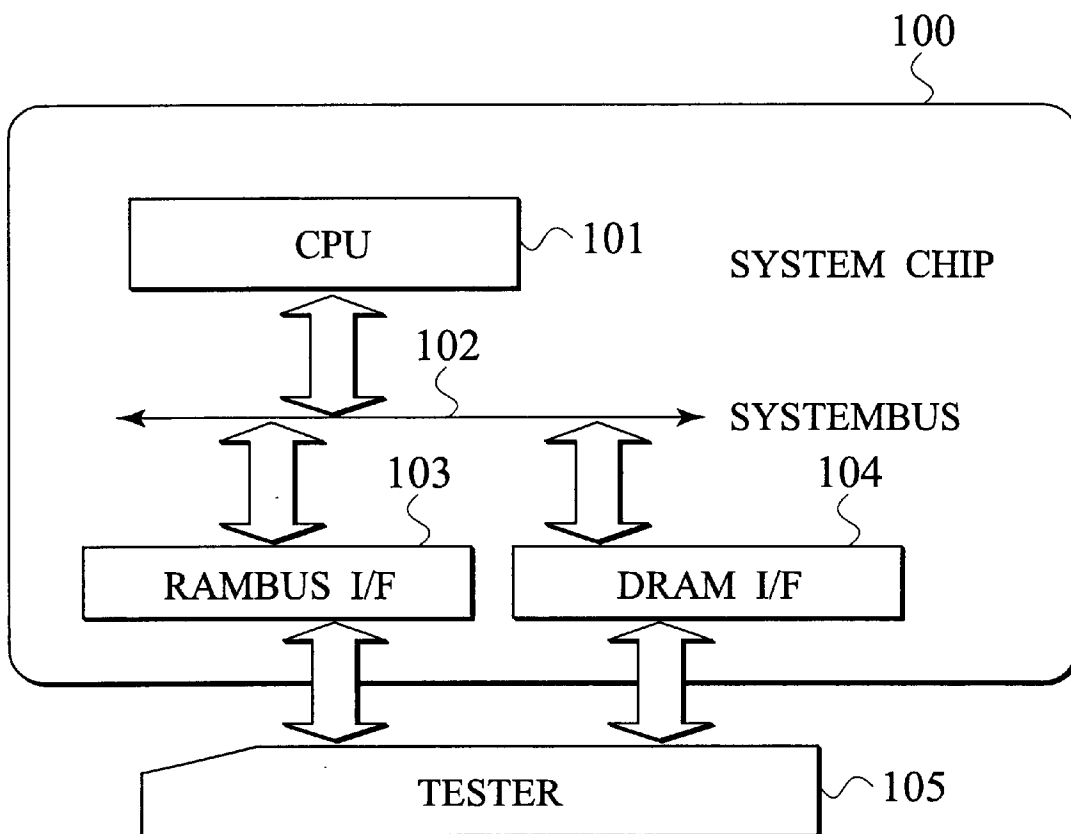 100
CPU
101
SYSTEM CHIP
102
SYSTEMBUS
103
104
RAMBUS I/F
DRAM I/F
TESTER
105